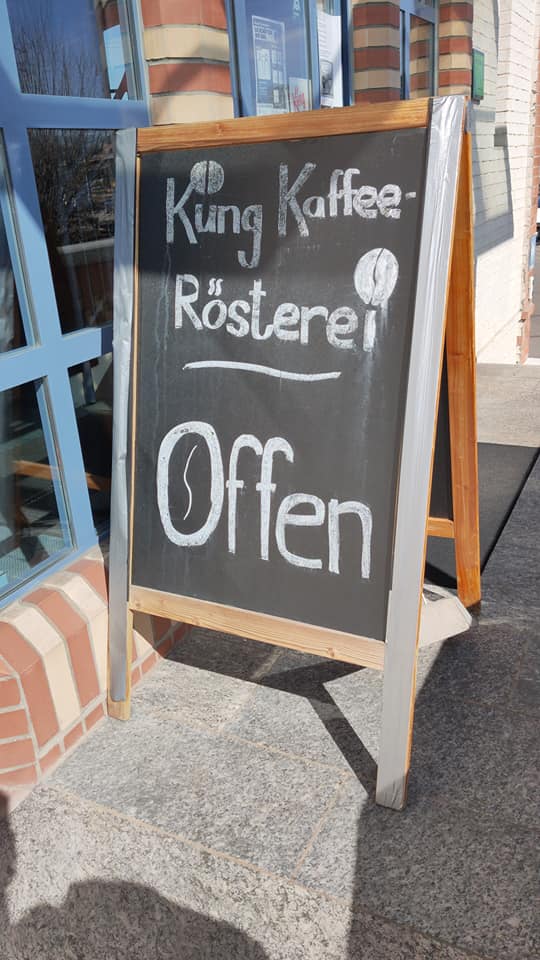 Küng Kaffee-
Rösterei
Offen